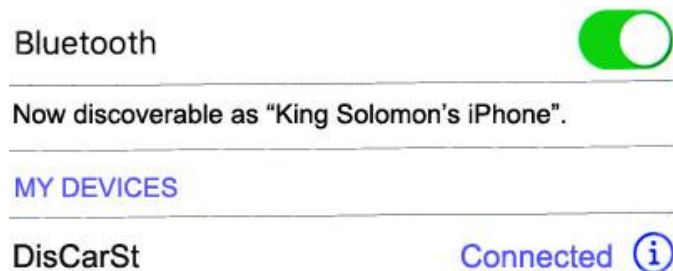 Bluetooth
Now discoverable as “King Solomon’s iPhone”.
MY DEVICES
DisCarSt Connected